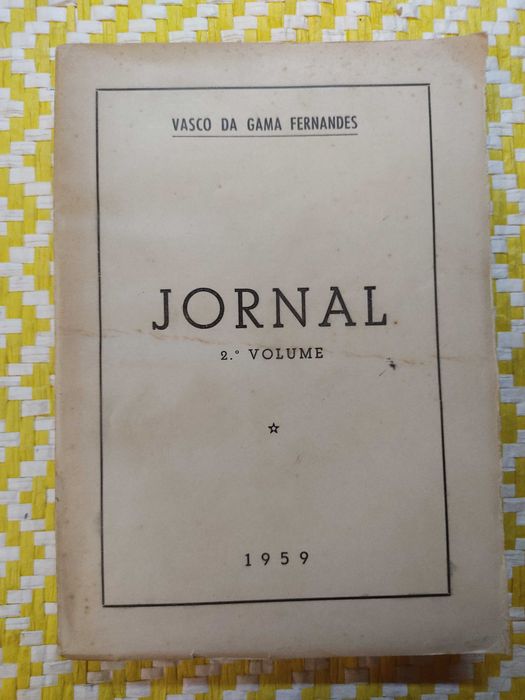 VASCO DA GAMA FERNANDES
JORNAL
2.º VOLUME
1959